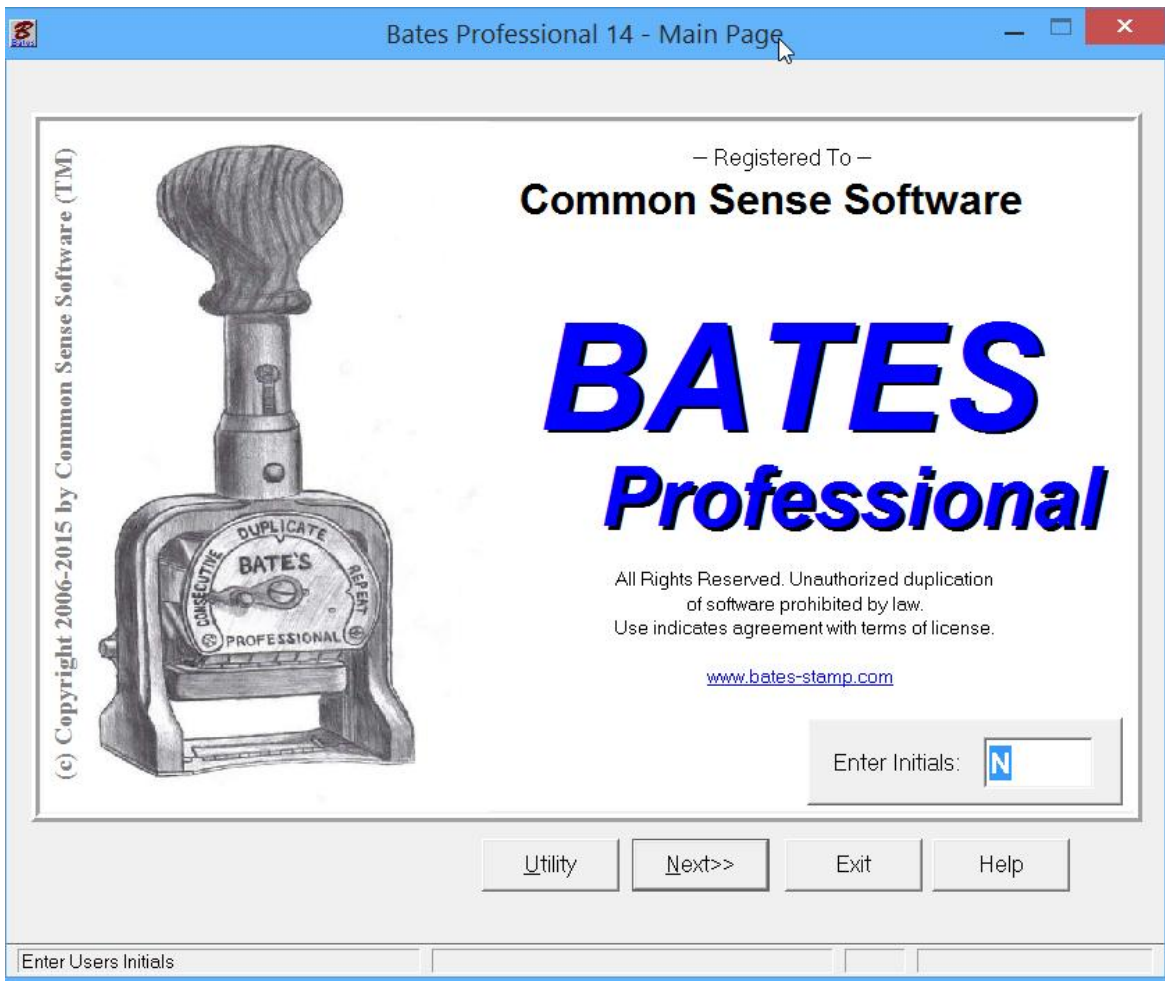 Bates
Bates Professional 14 - Main Page
(c) Copyright 2006-2015 by Common Sense Software (TM)
CONSECUTIVE DUPLICATE REPEAT
BATE'S
PROFESSIONAL
– Registered To –
Common Sense Software
BATES
Professional
All Rights Reserved. Unauthorized duplication
of software prohibited by law.
Use indicates agreement with terms of license.
www.bates-stamp.com
Enter Initials: N
Utility Next>> Exit Help
Enter Users Initials